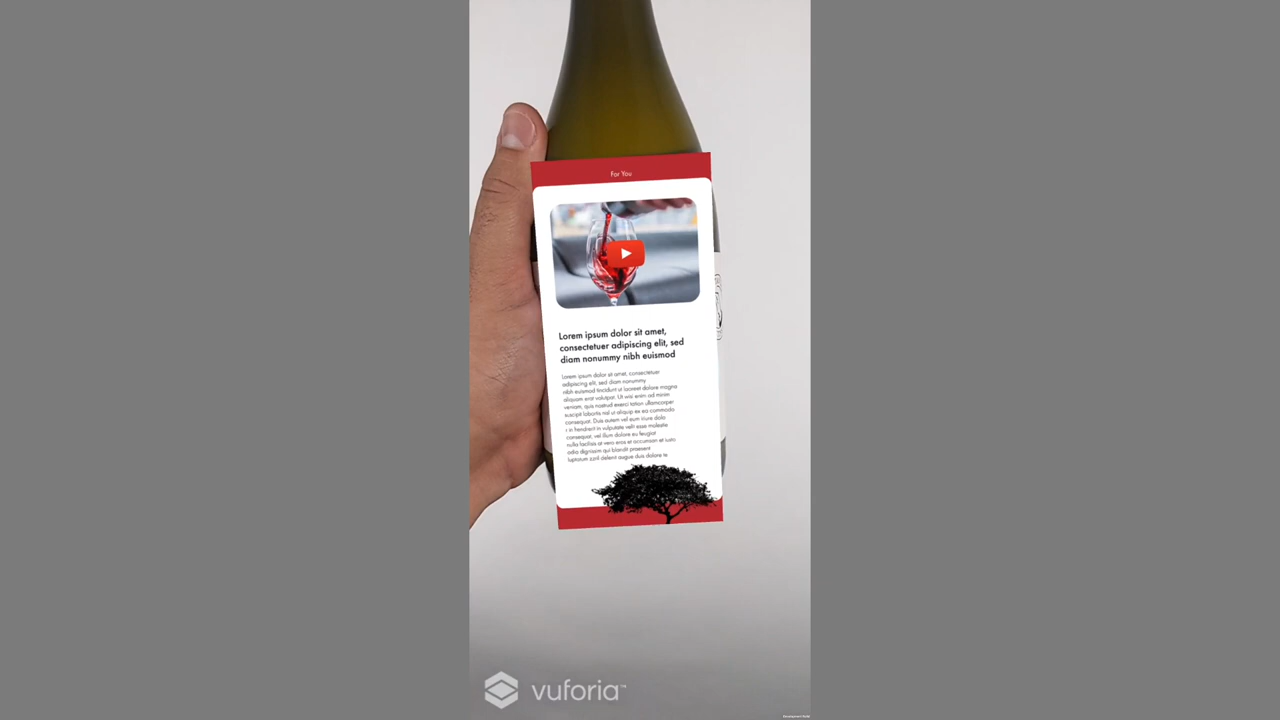 For You
Lorem ipsum dolor sit amet,
consectetuer adipiscing elit, sed
diam nonummy nibh euismod
Lorem ipsum dolor sit amet, consectetuer
adipiscing elit, sed diam nonummy
nibh euismod tincidunt ut laoreet dolore magna
aliquam erat volutpat. Ut wisi enim ad minim
veniam, quis nostrud exerci tation ullamcorper
suscipit lobortis nisl ut aliquip ex ea commodo
consequat. Duis autem vel eum iriure dolo
r in hendrerit in vulputate velit esse molestie
consequat, vel illum dolore eu feugiat
nulla facilisis at vero eros et accumsan et iusto
odio dignissim qui blandit praesent
luptatum zzril delenit augue duis dolore te
vuforia™